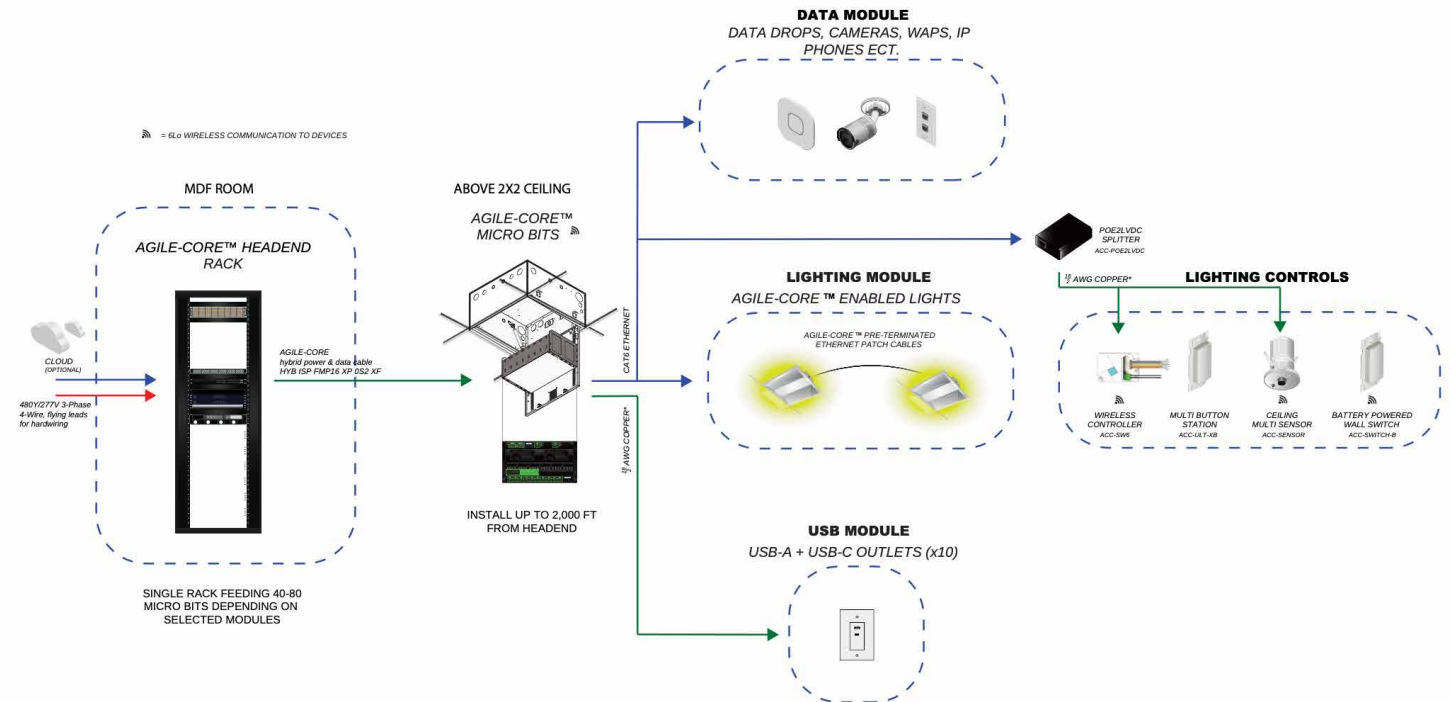 DATA MODULE
DATA DROPS, CAMERAS, WAPS, IP
PHONES ECT.
= 6Lo WIRELESS COMMUNICATION TO DEVICES
MDF ROOM
AGILE-CORE™ HEADEND
RACK
CLOUD
(OPTIONAL)
480Y/277V 3-Phase
4-Wire, flying leads
for hardwiring
AGILE-CORE
hybrid power & data cable
HYB ISP FMP16 XP 0S2 XF
SINGLE RACK FEEDING 40-80
MICRO BITS DEPENDING ON
SELECTED MODULES
ABOVE 2X2 CEILING
AGILE-CORE™
MICRO BITS
INSTALL UP TO 2,000 FT
FROM HEADEND
CAT6 ETHERNET
18/2 AWG COPPER*
LIGHTING MODULE
AGILE-CORE ™ ENABLED LIGHTS
AGILE-CORE™ PRE-TERMINATED
ETHERNET PATCH CABLES
USB MODULE
USB-A + USB-C OUTLETS (x10)
POE2LVDC
SPLITTER
ACC-POE2LVDC
18/2 AWG COPPER*
LIGHTING CONTROLS
WIRELESS
CONTROLLER
ACC-SW6
MULTI BUTTON
STATION
ACC-ULT-XB
CEILING
MULTI SENSOR
ACC-SENSOR
BATTERY POWERED
WALL SWITCH
ACC-SWITCH-B